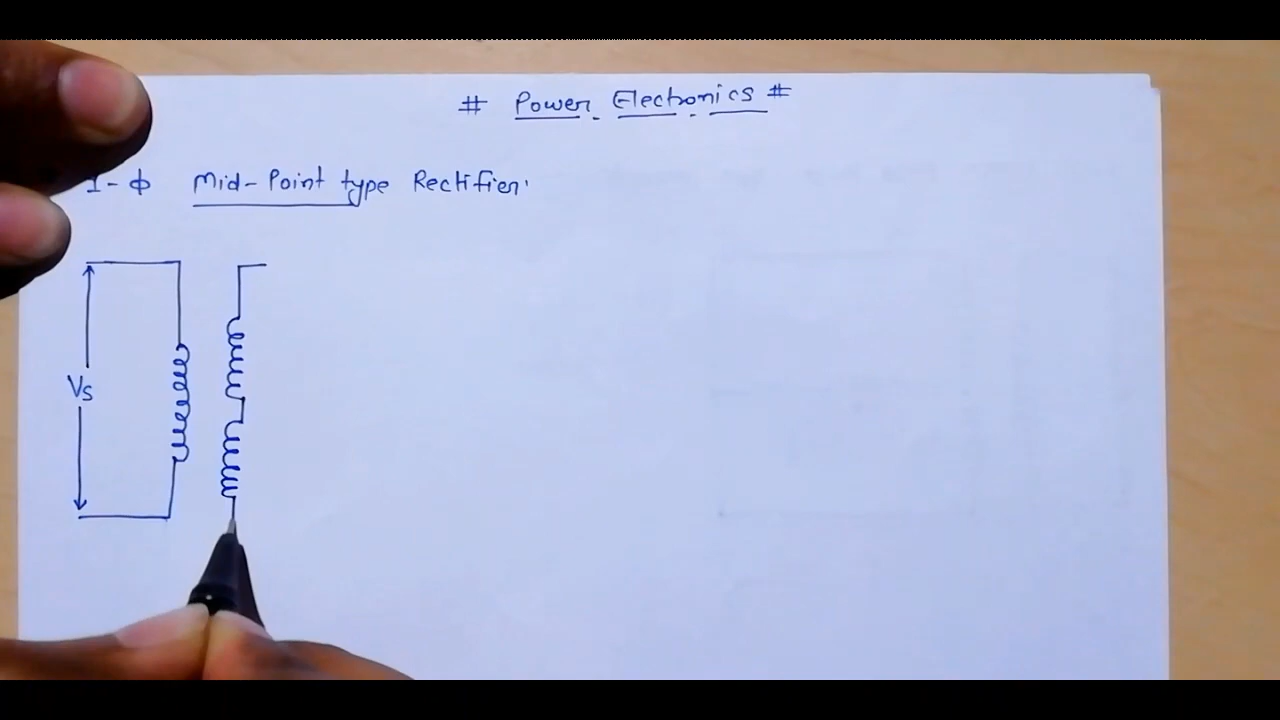 # Power Electronics #
1-ф Mid-Point type Rectifier
Vs